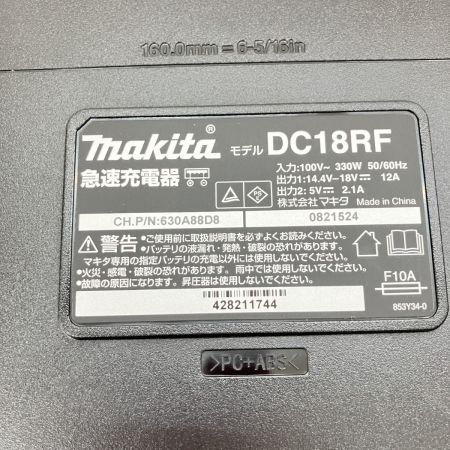 160.0mm = 6-5/16in
makita® モデル DC18RF
急速充電器
入力:100V~ 330W 50/60Hz
出力1:14.4V⎓18V⎓ 12A
出力2: 5V⎓ 2.1A
株式会社マキタ Made in China
PS E
CH.P/N:630A88D8 0821524
警告 •ご使用前に取扱説明書を必ずよくお読みください。
•バッテリの液漏れ・発熱・破裂の恐れがあります。
マキタ専用の指定バッテリの充電以外には使用しないでください。
•火災・感電・破裂の恐れあり。雨中では使用しないでください。
•故障の原因になります。昇圧器は使用しないでください。
F10A
428211744
853Y34-0
>PC+ABS<